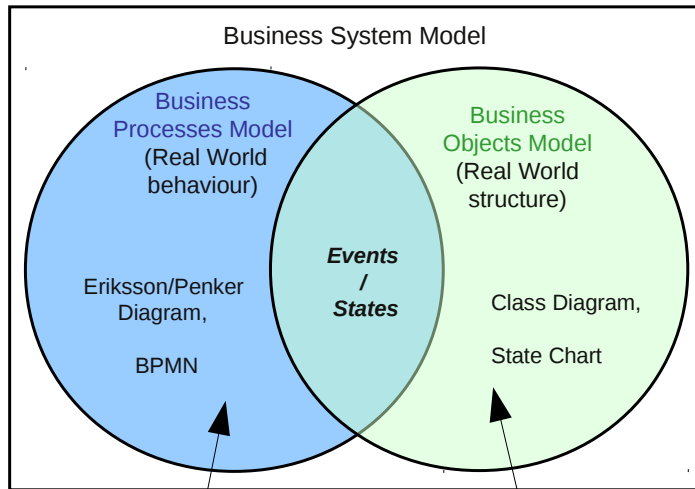 Business System Model
Business
Processes Model
(Real World
behaviour)
Eriksson/Penker
Diagram,
BPMN
Events
/
States
Business
Objects Model
(Real World
structure)
Class Diagram,
State Chart